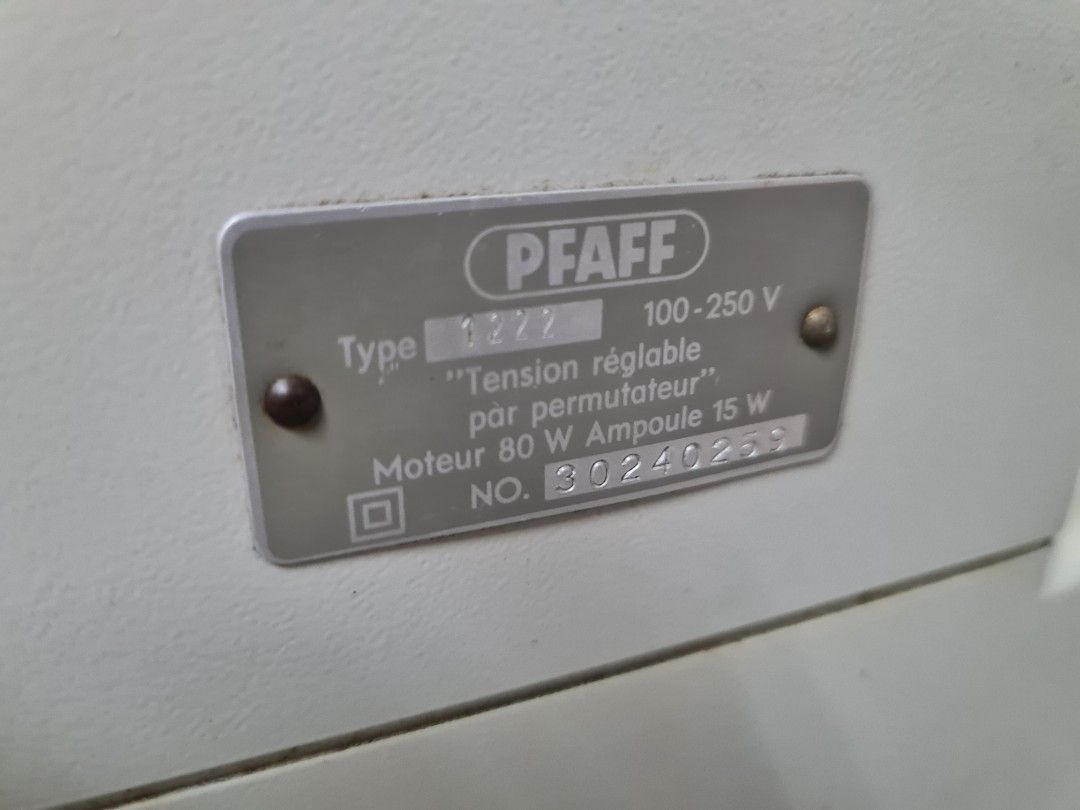 PFAFF
Type 1222 100-250 V
"Tension réglable
par permutateur"
Moteur 80 W Ampoule 15 W
NO. 30240259